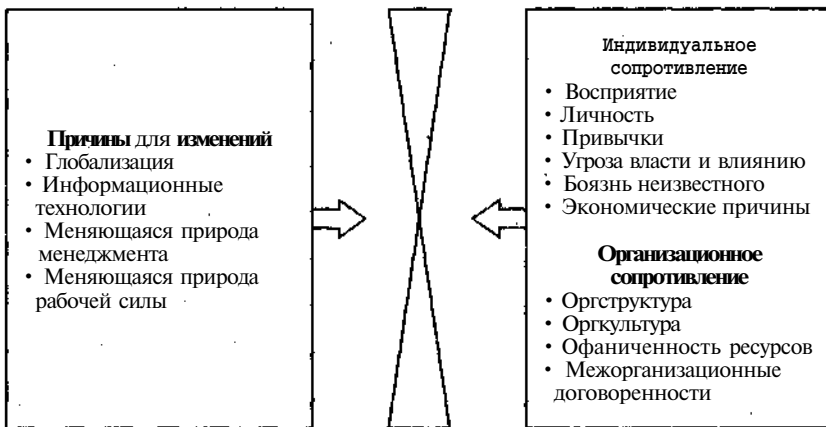 Причины для изменений
• Глобализация
• Информационные
технологии
• Меняющаяся природа
менеджмента
• Меняющаяся природа
рабочей силы
Индивидуальное
сопротивление
• Восприятие
• Личность
• Привычки
• Угроза власти и влиянию
• Боязнь неизвестного
• Экономические причины
Организационное
сопротивление
• Оргструктура
• Оргкультура
• Офаниченность ресурсов
• Межорганизационные
договоренности